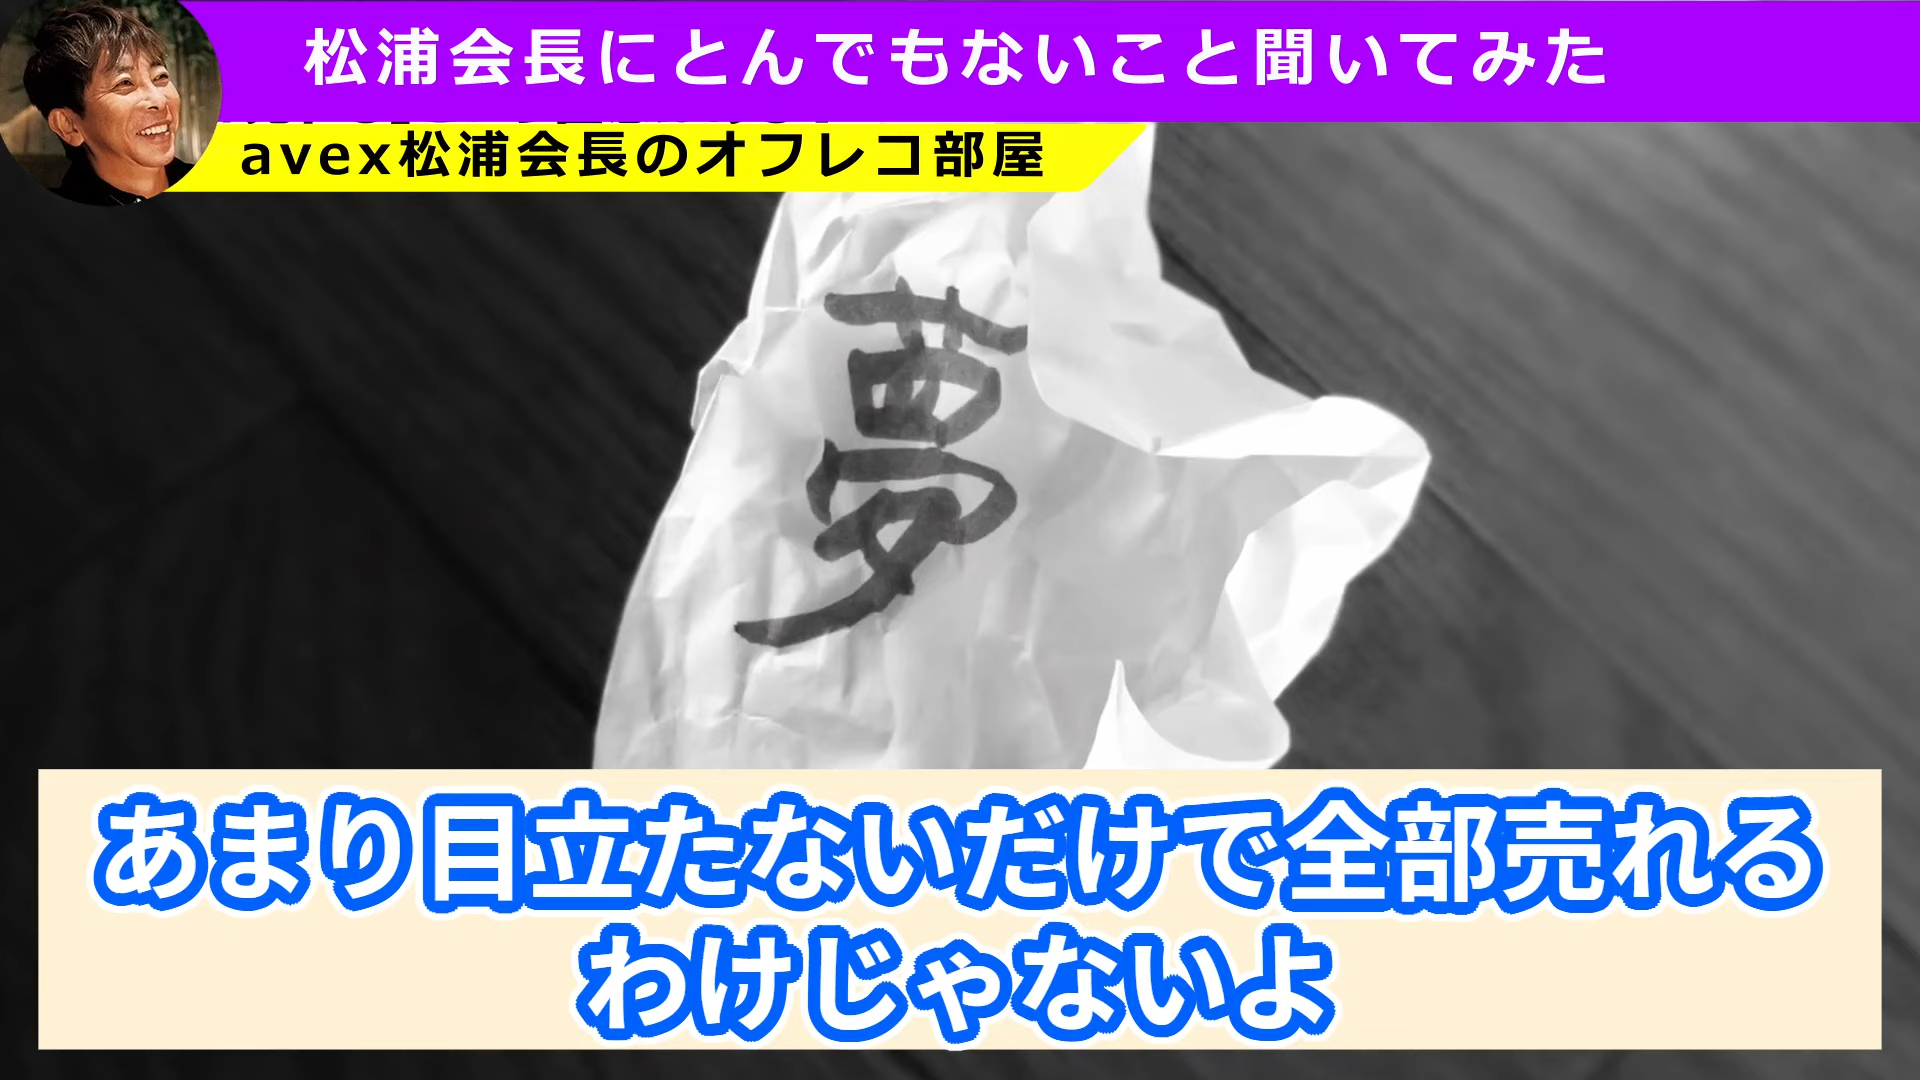 松浦会長にとんでもないこと聞いてみた
avex松浦会長のオフレコ部屋
夢
あまり目立たないだけで全部売れる
わけじゃないよ